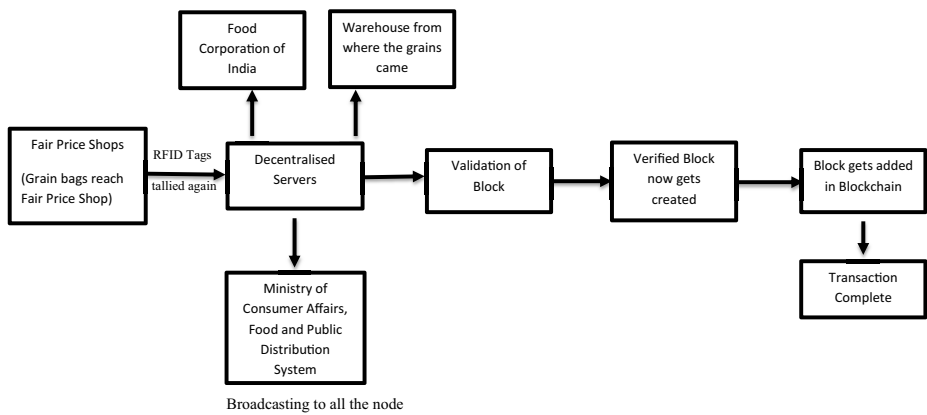 Food
Corporation of
India
Warehouse from
where the grains
came
Fair Price Shops
(Grain bags reach
Fair Price Shop)
RFID Tags
tallied again
Decentralised
Servers
Validation of
Block
Verified Block
now gets
created
Block gets added
in Blockchain
Ministry of
Consumer Affairs,
Food and Public
Distribution
System
Transaction
Complete
Broadcasting to all the node